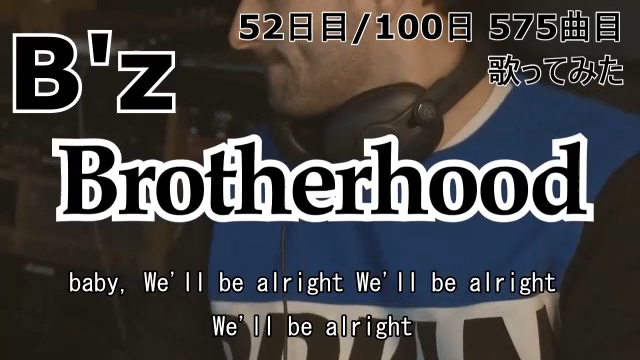 52日目/100日 575曲目
B'z
歌ってみた
Brotherhood
baby, We'll be alright We'll be alright
We'll be alright